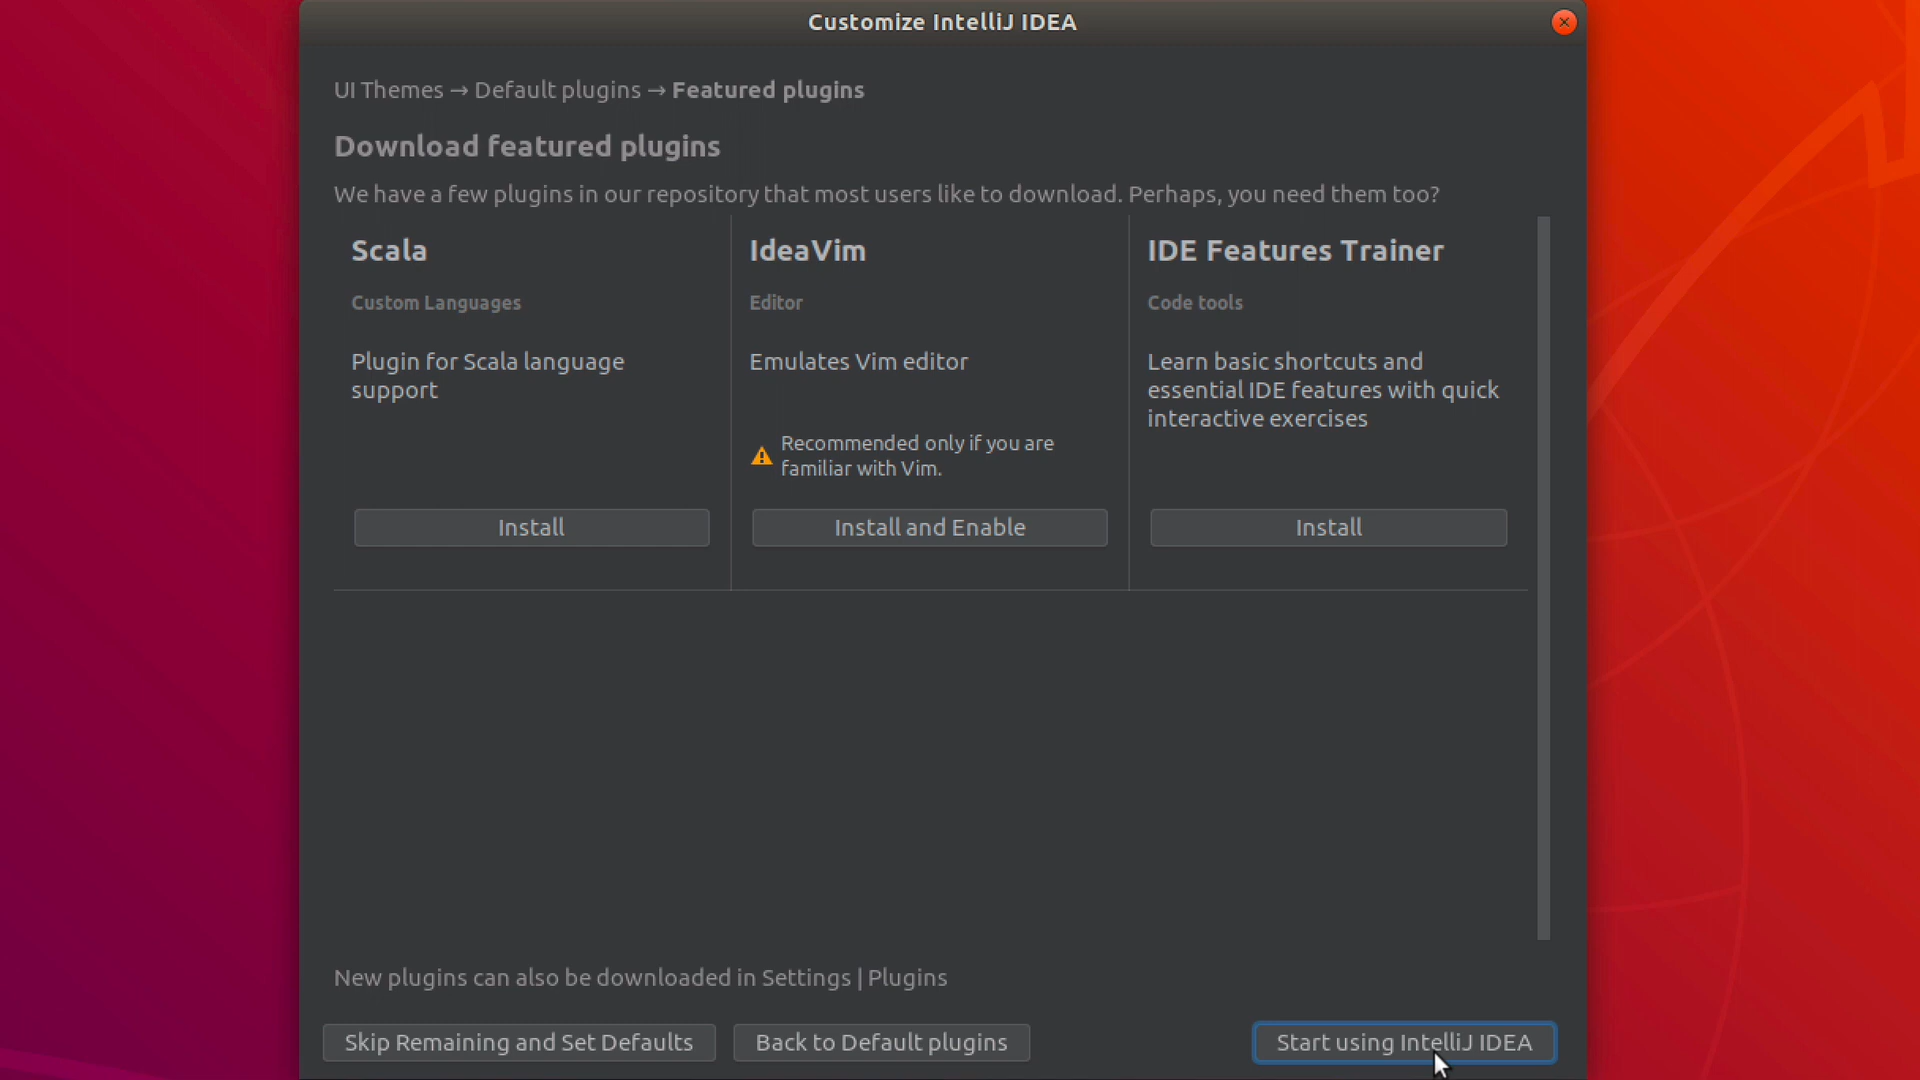 Customize IntelliJ IDEA
UI Themes → Default plugins → Featured plugins
Download featured plugins
We have a few plugins in our repository that most users like to download. Perhaps, you need them too?
Scala
Custom Languages
Plugin for Scala language
support
Install
IdeaVim
Editor
Emulates Vim editor
Recommended only if you are
familiar with Vim.
Install and Enable
IDE Features Trainer
Code tools
Learn basic shortcuts and
essential IDE features with quick
interactive exercises
Install
New plugins can also be downloaded in Settings | Plugins
Skip Remaining and Set Defaults
Back to Default plugins
Start using IntelliJ IDEA